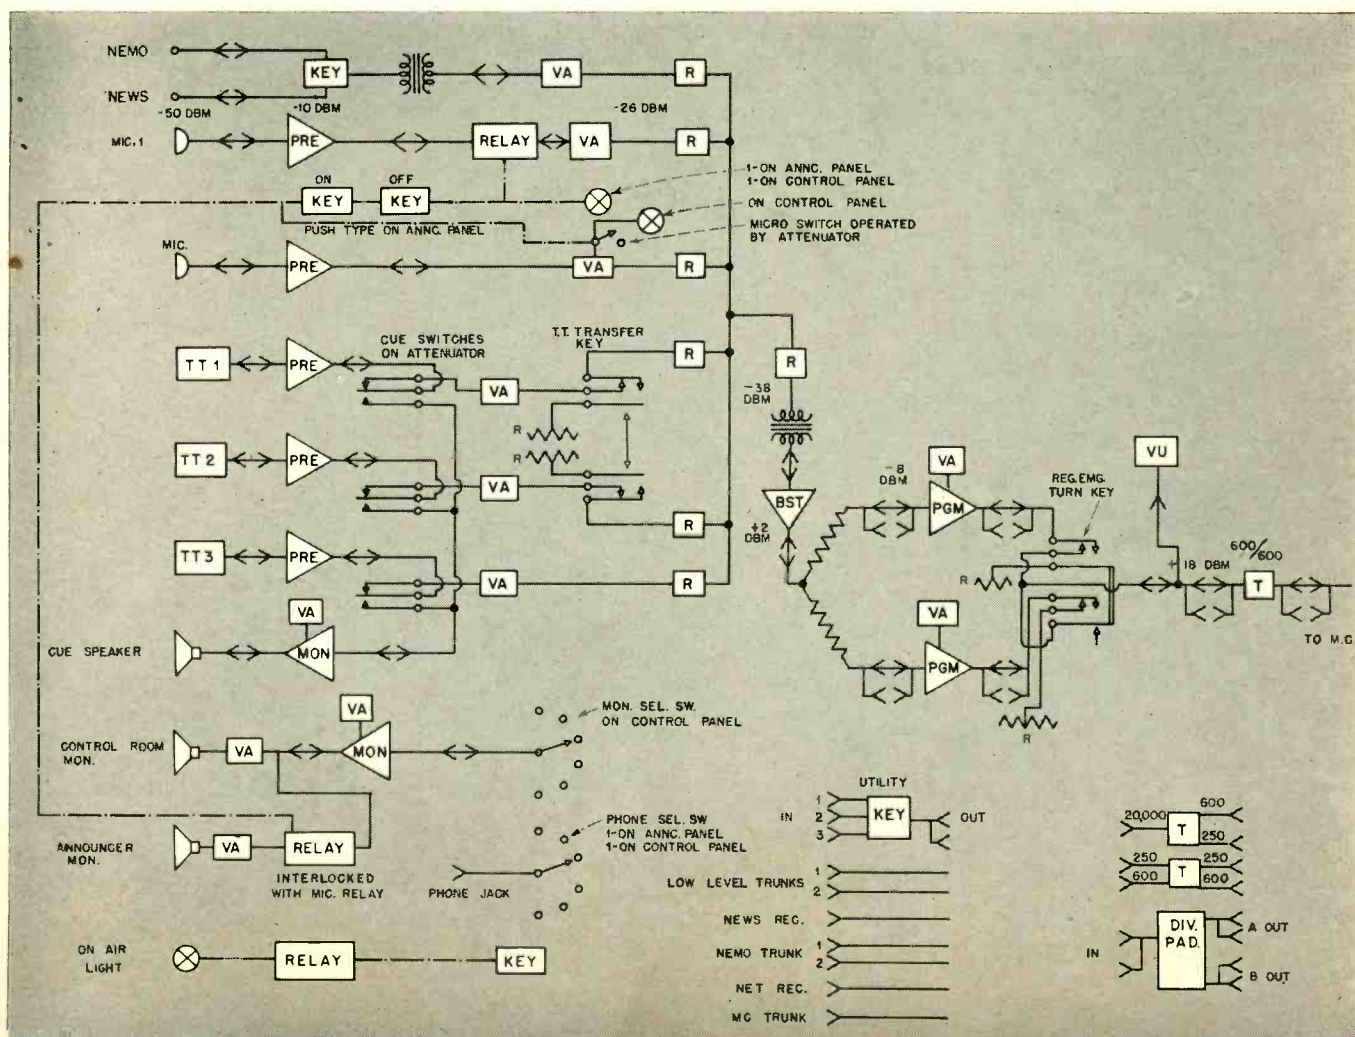 NEMO
KEY
VA
R
NEWS
-50 DBM
-10 DBM
-26 DBM
MIC. 1
PRE
RELAY
VA
R
1-ON ANNC. PANEL
1-ON CONTROL PANEL
ON
OFF
KEY
KEY
ON CONTROL PANEL
PUSH TYPE ON ANNC. PANEL
MICRO SWITCH OPERATED
BY ATTENUATOR
MIC.
PRE
VA
R
T.T. TRANSFER
KEY
CUE SWITCHES
ON ATTENUATOR
TT 1
PRE
VA
R
R
-38
DBM
R
R
TT 2
PRE
VA
R
BST
+2
DBM
-8
DBM
VA
PGM
REG.EMG.
TURN KEY
VU
TT 3
PRE
VA
R
R
+18 DBM
600/600
T
TO M.C.
VA
PGM
R
CUE SPEAKER
VA
MON
CONTROL ROOM
MON.
VA
VA
MON
MON. SEL. SW.
ON CONTROL PANEL
ANNOUNCER
MON.
VA
RELAY
INTERLOCKED
WITH MIC. RELAY
PHONE SEL. SW
1-ON ANNC. PANEL
1-ON CONTROL PANEL
PHONE JACK
ON AIR
LIGHT
RELAY
KEY
UTILITY
IN
1
2
3
KEY
OUT
LOW LEVEL TRUNKS
1
2
NEWS REC.
NEMO TRUNK
1
2
NET REC.
MC TRUNK
20,000
T
600
250
250
600
T
250
600
IN
DIV.
PAD.
A OUT
B OUT